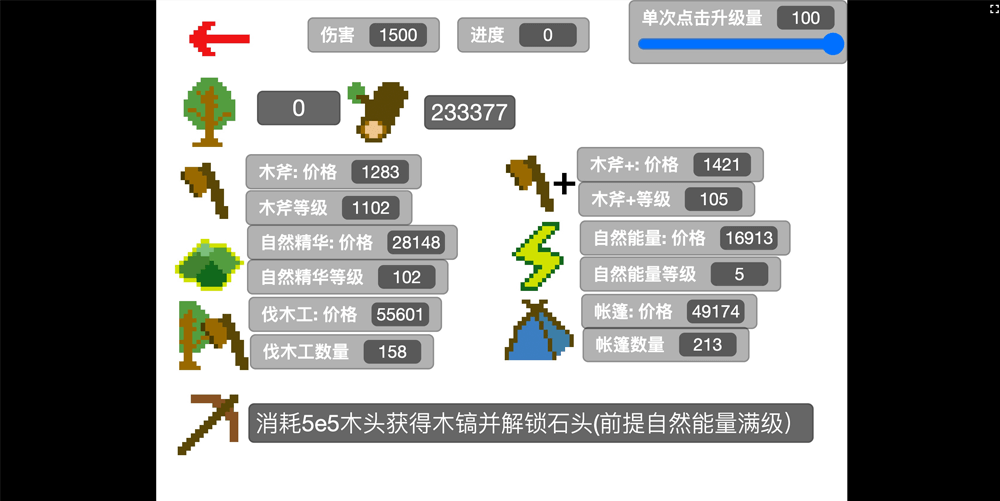 伤害 1500
进度 0
单次点击升级量 100
0
233377
木斧: 价格 1283
木斧+: 价格 1421
木斧等级 1102
木斧+等级 105
自然精华: 价格 28148
自然能量: 价格 16913
自然精华等级 102
自然能量等级 5
伐木工: 价格 55601
帐篷: 价格 49174
伐木工数量 158
帐篷数量 213
消耗5e5木头获得木镐并解锁石头(前提自然能量满级）